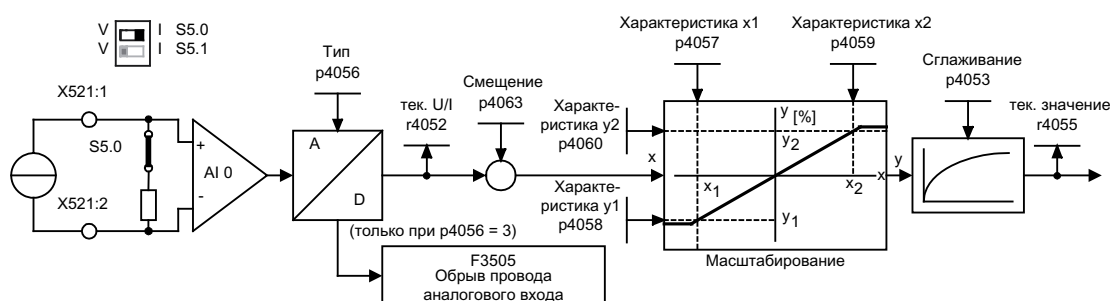 V I S5.0
V I S5.1
X521:1
S5.0
X521:2
+
AI 0
-
Тип
p4056
A
D
(только при p4056 = 3)
F3505
Обрыв провода
аналогового входа
тек. U/I
r4052
Смещение
p4063
Характе-
ристика y2
p4060
x
Характе-
ристика y1
p4058
Характеристика x1
p4057
Характеристика x2
p4059
y [%]
y2
x1
x2
x
y1
Масштабирование
y
Сглаживание
p4053
тек. значение
r4055